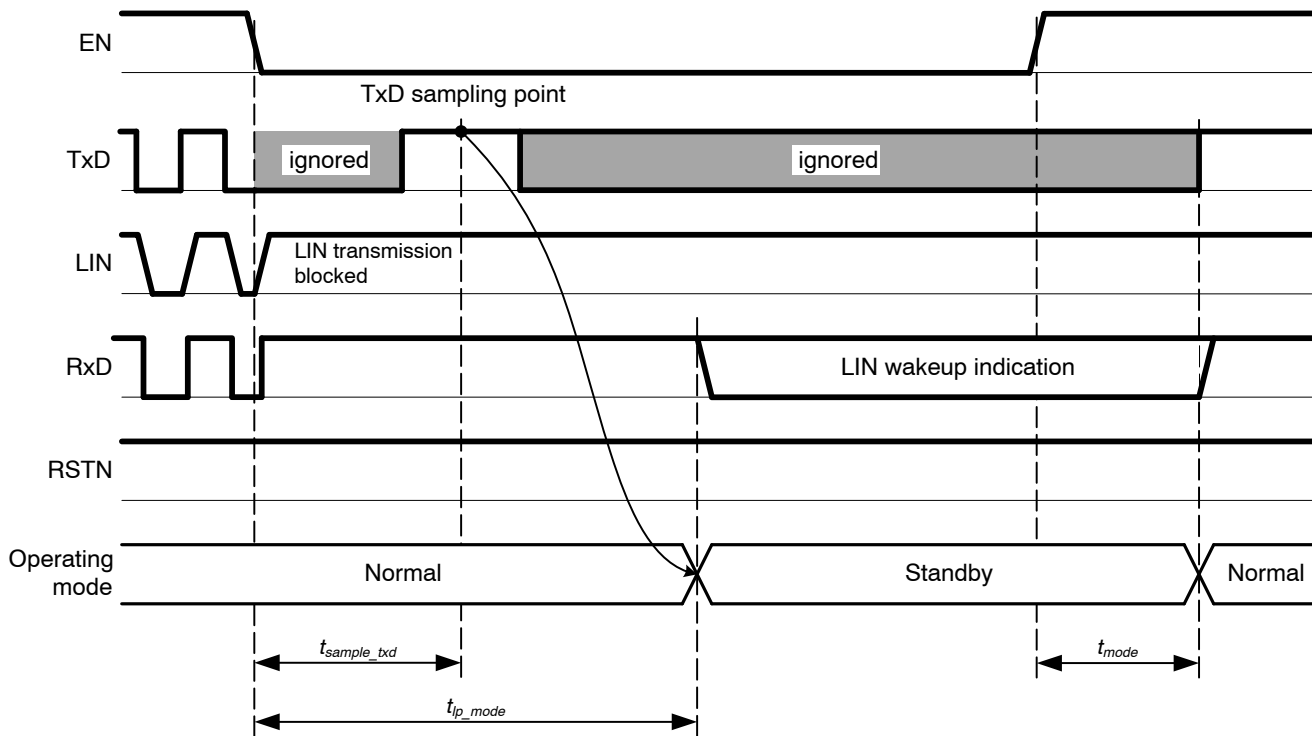 EN
TxD sampling point
TxD
ignored
ignored
LIN
LIN transmission
blocked
RxD
LIN wakeup indication
RSTN
Operating
mode
Normal
Standby
Normal
tsample_txd
tmode
tlp_mode